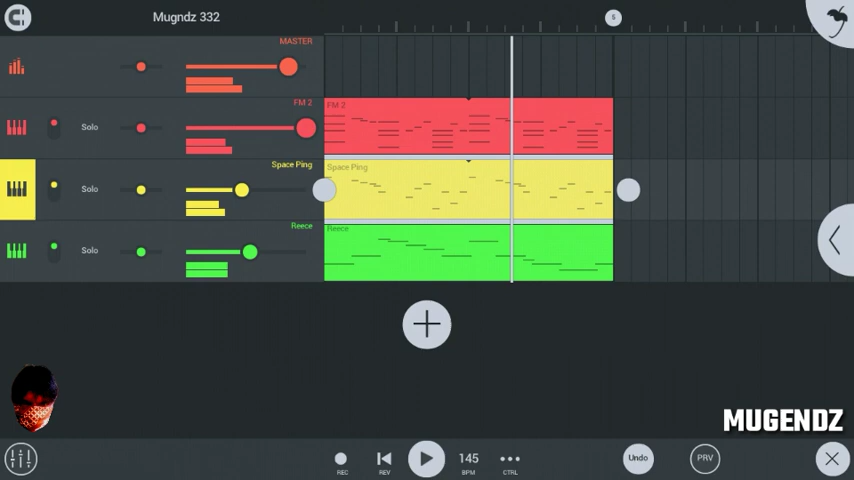 Mugndz 332
5
MASTER
FM 2
Solo
FM 2
Space Ping
Solo
Space Ping
Reece
Solo
Reece
MUGENDZ
REC
REV
145
BPM
CTRL
Undo
PRV